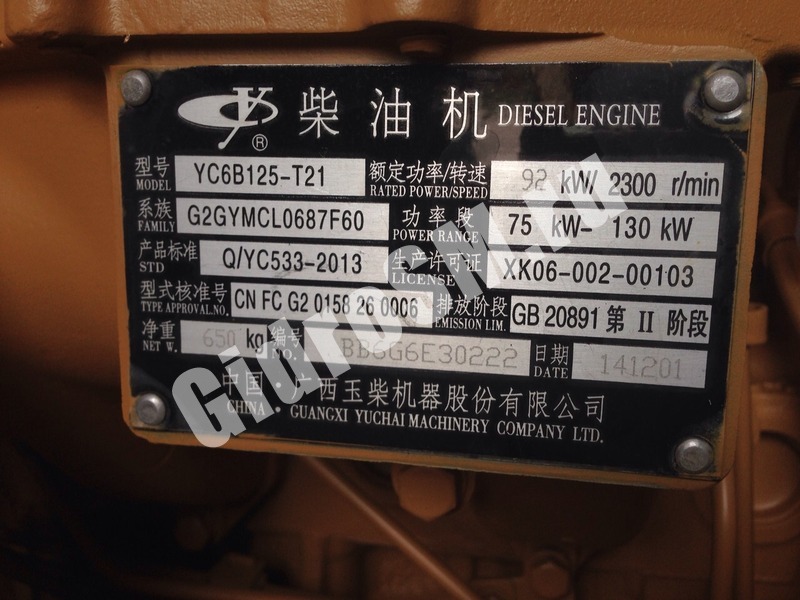 柴油机 DIESEL ENGINE
型号 MODEL YC6B125-T21 额定功率/转速 RATED POWER/SPEED 92 kW/ 2300 r/min
系族 FAMILY G2GYMCL0687F60 功率段 POWER RANGE 75 kW- 130 kW
产品标准 STD Q/YC533-2013 生产许可证 LICENSE XK06-002-00103
型式核准号 TYPE APPROVAL.NO. CN FC G2 0158 26 0006 排放阶段 EMISSION LIM. GB 20891 第 II 阶段
净重 NET W. 650 kg 编号 NO. BB6G6E30222 日期 DATE 141201
中国·广西玉柴机器股份有限公司
CHINA· GUANGXI YUCHAI MACHINERY COMPANY LTD.
GidroSM.ru